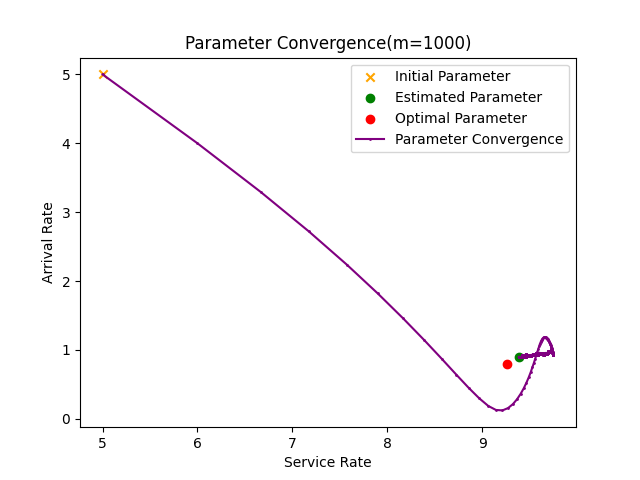 Parameter Convergence(m=1000)
Initial Parameter
Estimated Parameter
Optimal Parameter
Parameter Convergence
Arrival Rate
5
4
3
2
1
0
5 6 7 8 9
Service Rate